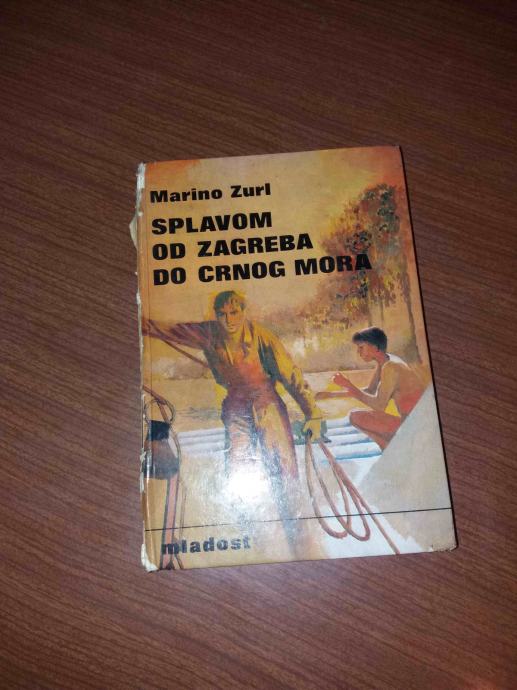 Marino Zurl
SPLAVOM
OD ZAGREBA
DO CRNOG MORA
mladost